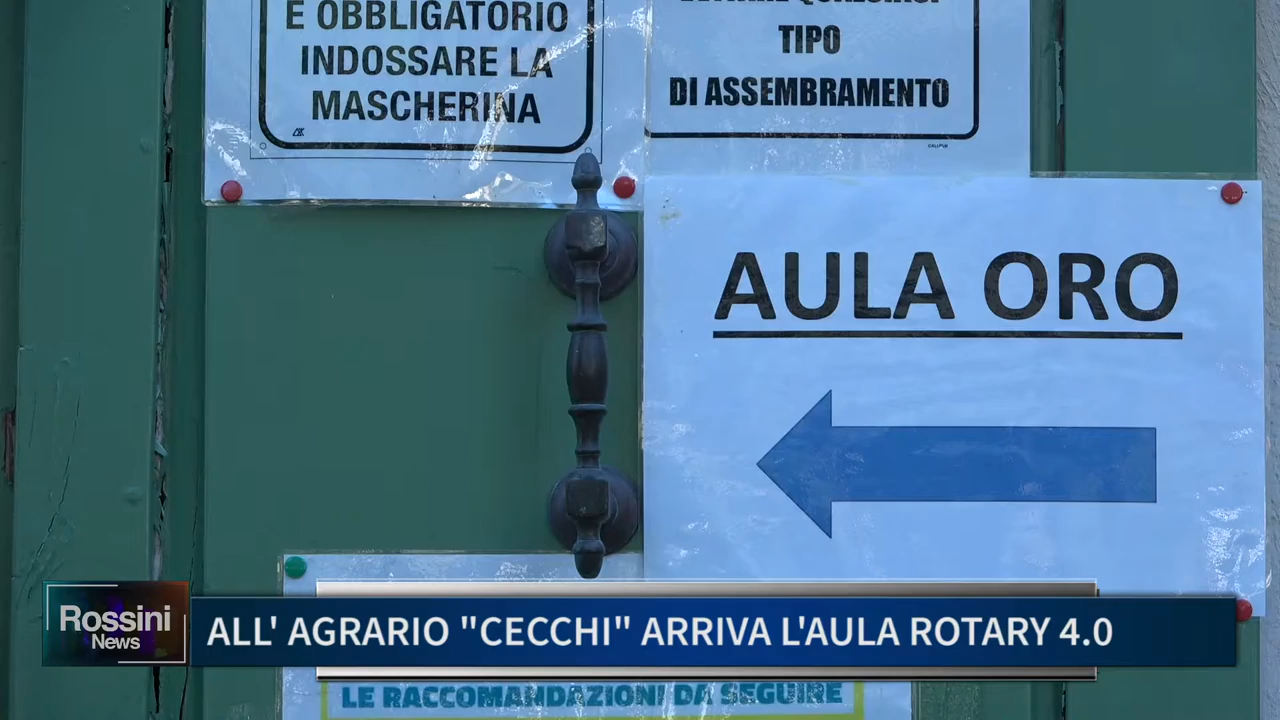 E OBBLIGATORIO
INDOSSARE LA
MASCHERINA
TIPO
DI ASSEMBRAMENTO
AULA ORO
Rossini
News
ALL' AGRARIO "CECCHI" ARRIVA L'AULA ROTARY 4.0
LE RACCOMANDAZIONI DA SEGUIRE